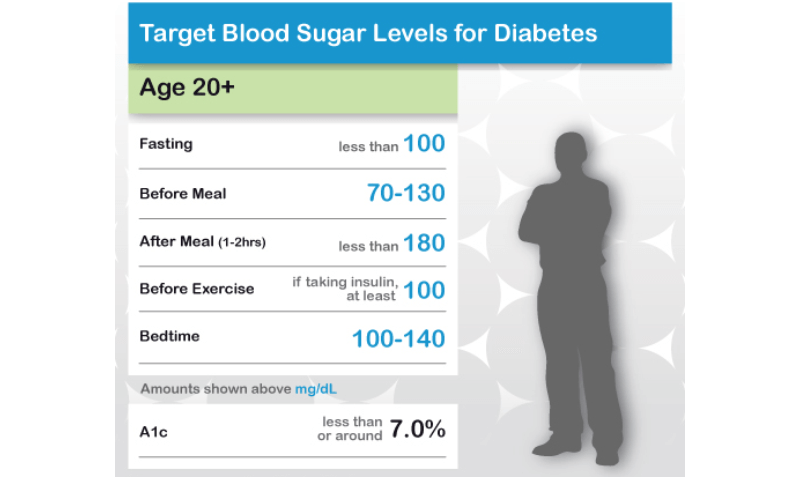 Target Blood Sugar Levels for Diabetes
Age 20+
Fasting less than 100
Before Meal 70-130
After Meal (1-2hrs) less than 180
Before Exercise if taking insulin,
at least 100
Bedtime 100-140
Amounts shown above mg/dL
A1c less than
or around 7.0%